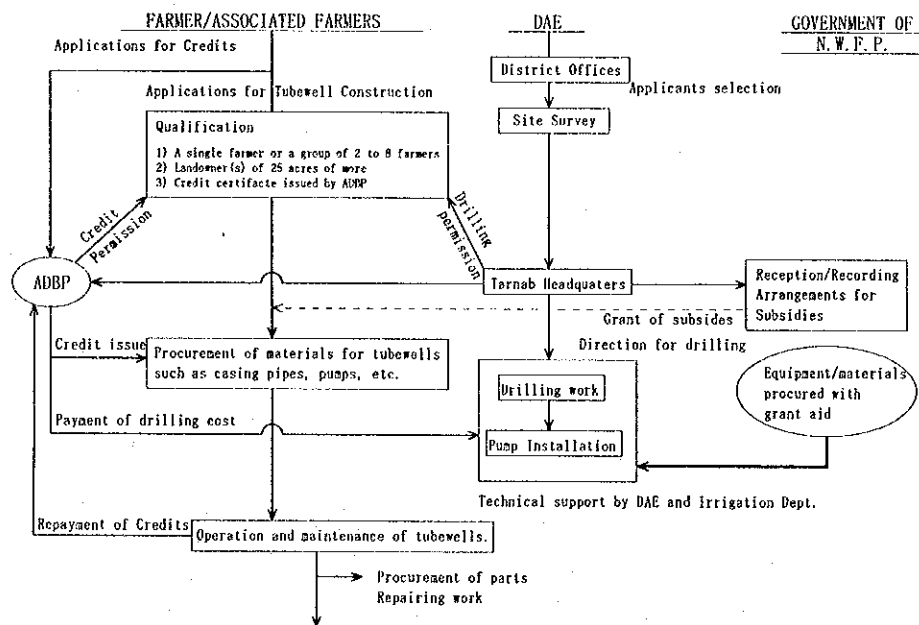 FARMER/ASSOCIATED FARMERS
DAE
GOVERNMENT OF
N.W.F.P.
Applications for Credits
District Offices
Applicants selection
Applications for Tubewell Construction
Site Survey
Qualification
1) A single farmer or a group of 2 to 8 farmers
2) Landowner(s) of 25 acres of more
3) Credit certifacte issued by ADBP
Credit
Permission
Drilling
permission
ADBP
Tarnab Headquaters
Reception/Recording
Arrangements for
Subsidies
Grant of subsides
Credit issue
Direction for drilling
Procurement of materials for tubewells
such as casing pipes, pumps, etc.
Equipment/materials
procured with
grant aid
Drilling work
Payment of drilling cost
Pump Installation
Technical support by DAE and Irrigation Dept.
Repayment of Credits
Operation and maintenance of tubewells.
Procurement of parts
Repairing work